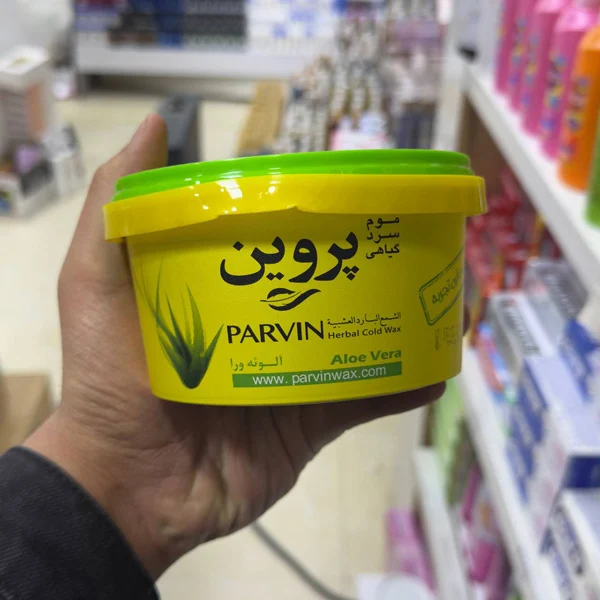 موم
سرد
گیاهی
پروین
الشمع البارد العشبية
PARVIN Herbal Cold Wax
الوئه ورا Aloe Vera
www.parvinwax.com